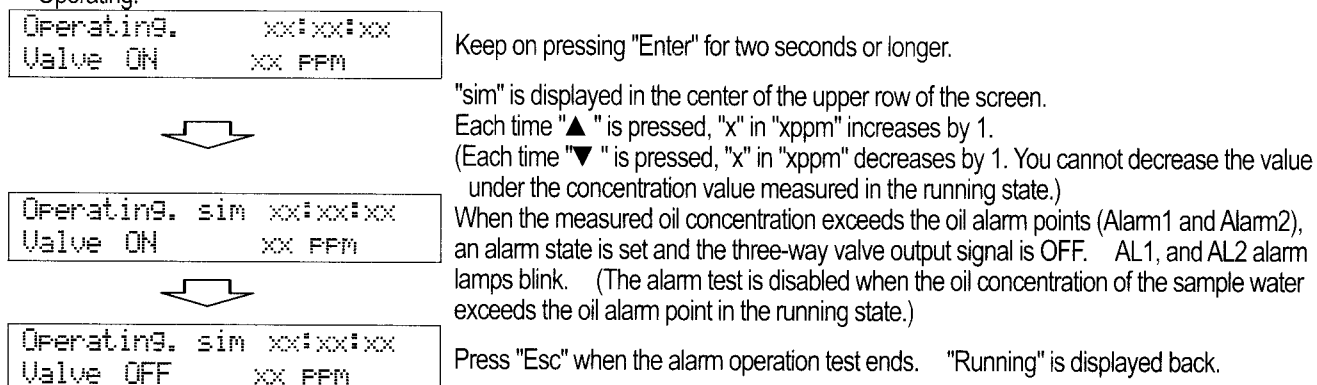 Operating.
Operating. xx:xx:xx
Valve ON xx PPM
Keep on pressing "Enter" for two seconds or longer.
"sim" is displayed in the center of the upper row of the screen.
Each time "▲ " is pressed, "x" in "xppm" increases by 1.
(Each time "▼ " is pressed, "x" in "xppm" decreases by 1. You cannot decrease the value
under the concentration value measured in the running state.)
Operating. sim xx:xx:xx
Valve ON xx PPM
When the measured oil concentration exceeds the oil alarm points (Alarm1 and Alarm2),
an alarm state is set and the three-way valve output signal is OFF. AL1, and AL2 alarm
lamps blink. (The alarm test is disabled when the oil concentration of the sample water
exceeds the oil alarm point in the running state.)
Operating. sim xx:xx:xx
Valve OFF xx PPM
Press "Esc" when the alarm operation test ends. "Running" is displayed back.